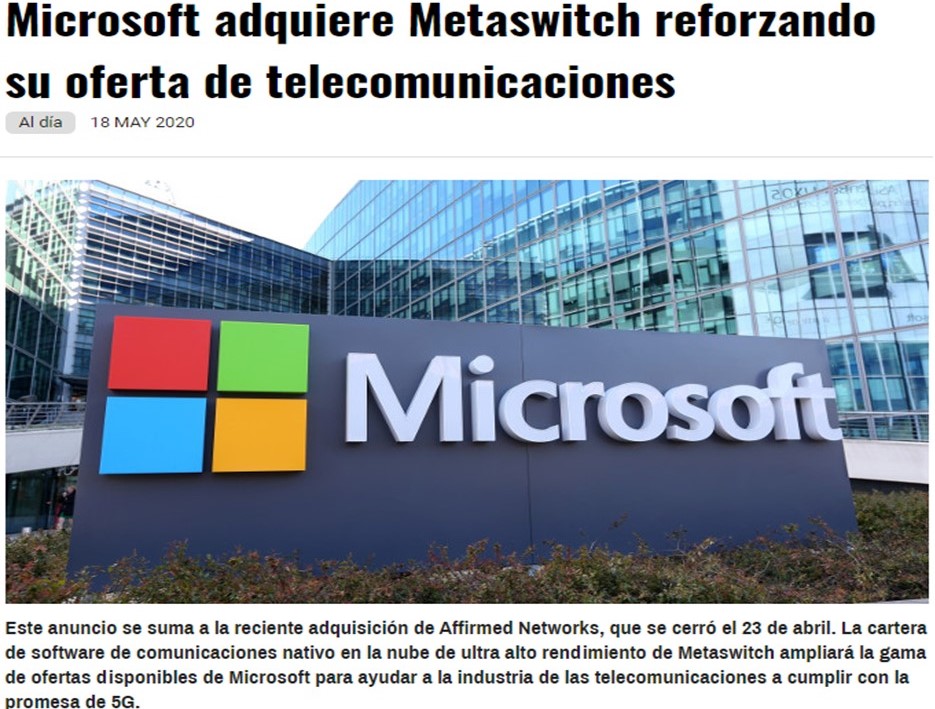 Microsoft adquiere Metaswitch reforzando
su oferta de telecomunicaciones
Al día 18 MAY 2020
Microsoft
Este anuncio se suma a la reciente adquisición de Affirmed Networks, que se cerró el 23 de abril. La cartera
de software de comunicaciones nativo en la nube de ultra alto rendimiento de Metaswitch ampliará la gama
de ofertas disponibles de Microsoft para ayudar a la industria de las telecomunicaciones a cumplir con la
promesa de 5G.